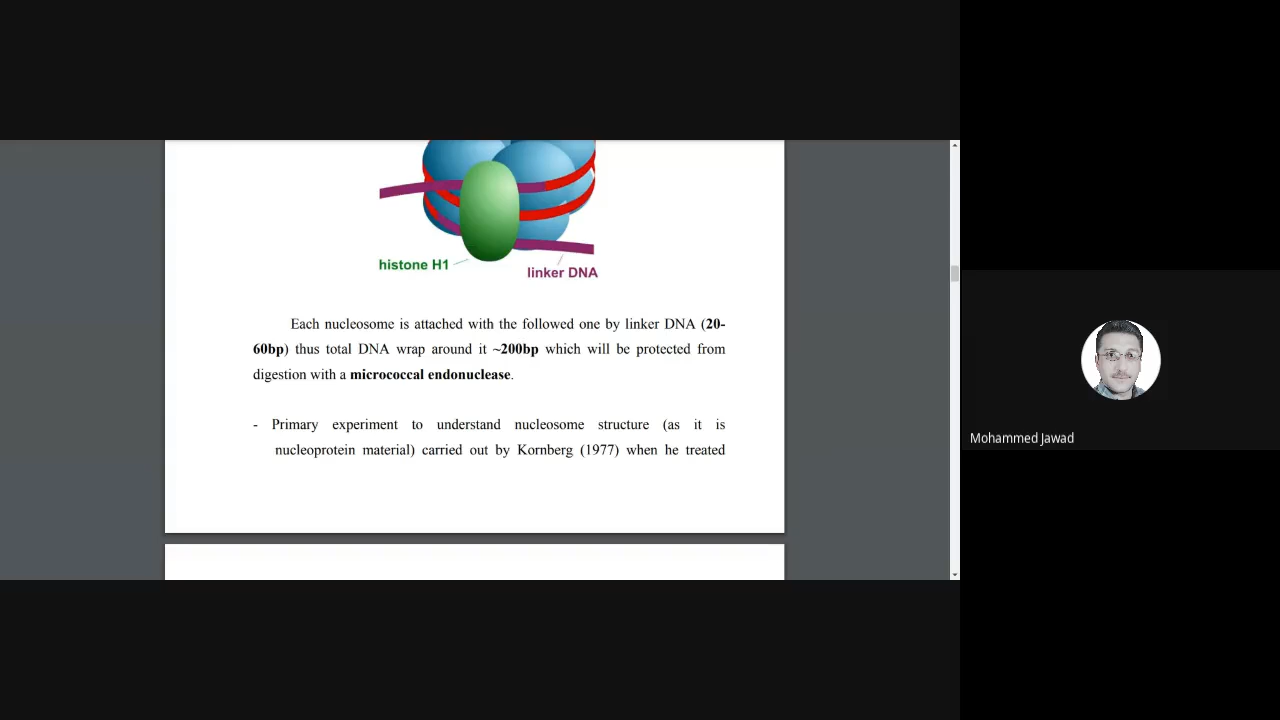 histone H1
linker DNA
Each nucleosome is attached with the followed one by linker DNA (20-
60bp) thus total DNA wrap around it ~200bp which will be protected from
digestion with a micrococcal endonuclease.
- Primary experiment to understand nucleosome structure (as it is
nucleoprotein material) carried out by Kornberg (1977) when he treated
Mohammed Jawad